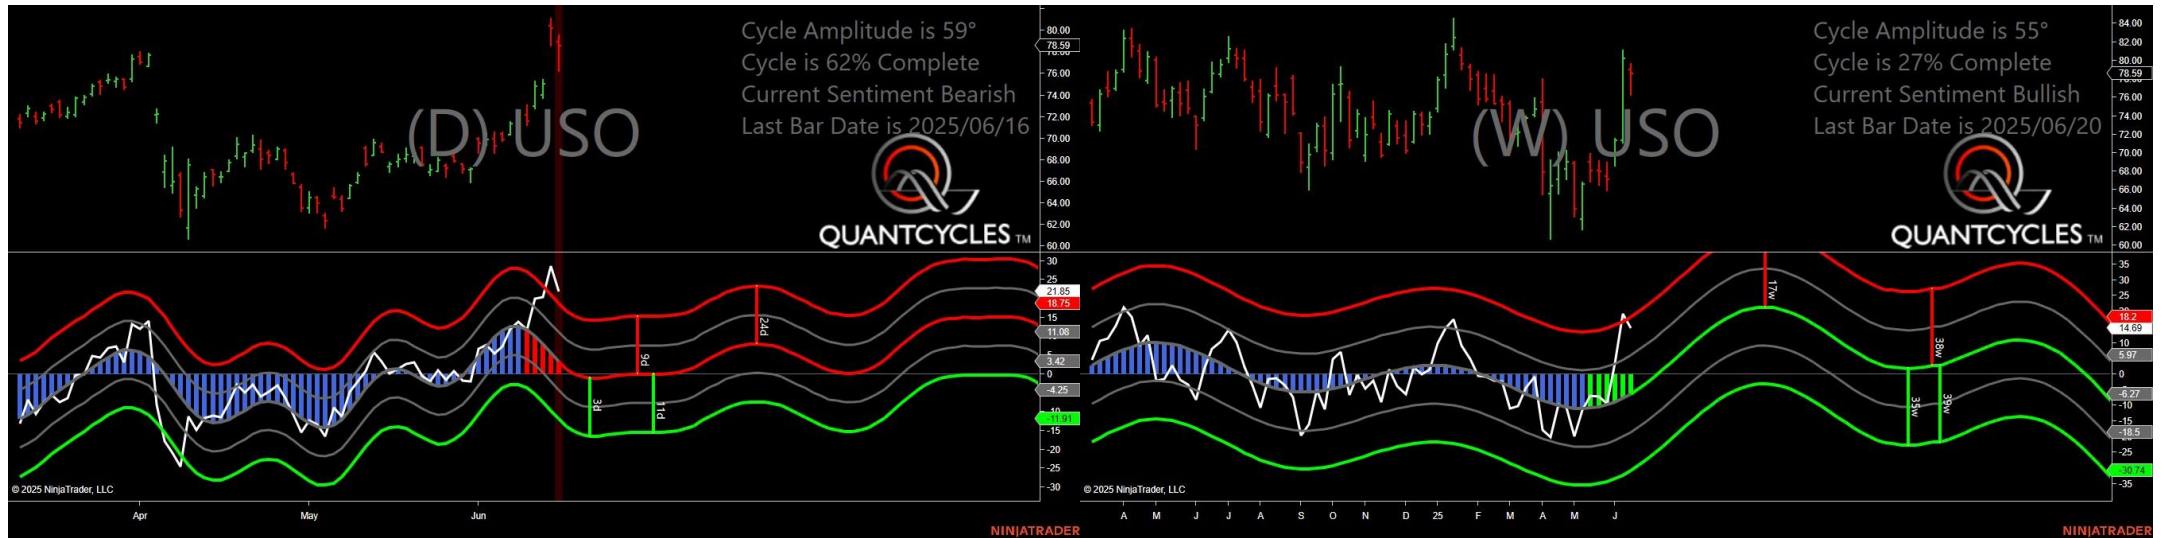 Cycle Amplitude is 59°
Cycle is 62% Complete
Current Sentiment Bearish
Last Bar Date is 2025/06/16
(D) USO
QUANTCYCLES TM
80.00
78.59
76.00
74.00
72.00
70.00
68.00
66.00
64.00
62.00
60.00
30
25
21.85
18.75
15
11.08
3.42
0
-4.25
-11.91
-15
-20
-25
-30
9d
24d
3d
11d
© 2025 NinjaTrader, LLC
Apr May Jun
NINJATRADER
Cycle Amplitude is 55°
Cycle is 27% Complete
Current Sentiment Bullish
Last Bar Date is 2025/06/20
(W) USO
QUANTCYCLES TM
84.00
82.00
80.00
78.59
76.00
74.00
72.00
70.00
68.00
66.00
64.00
62.00
60.00
35
30
25
18.2
14.69
5.97
0
-6.27
-10
-15
-18.5
-25
-30.74
-35
17w
38w
35w
39w
© 2025 NinjaTrader, LLC
A M J J A S O N D 25 F M A M J
NINJATRADER